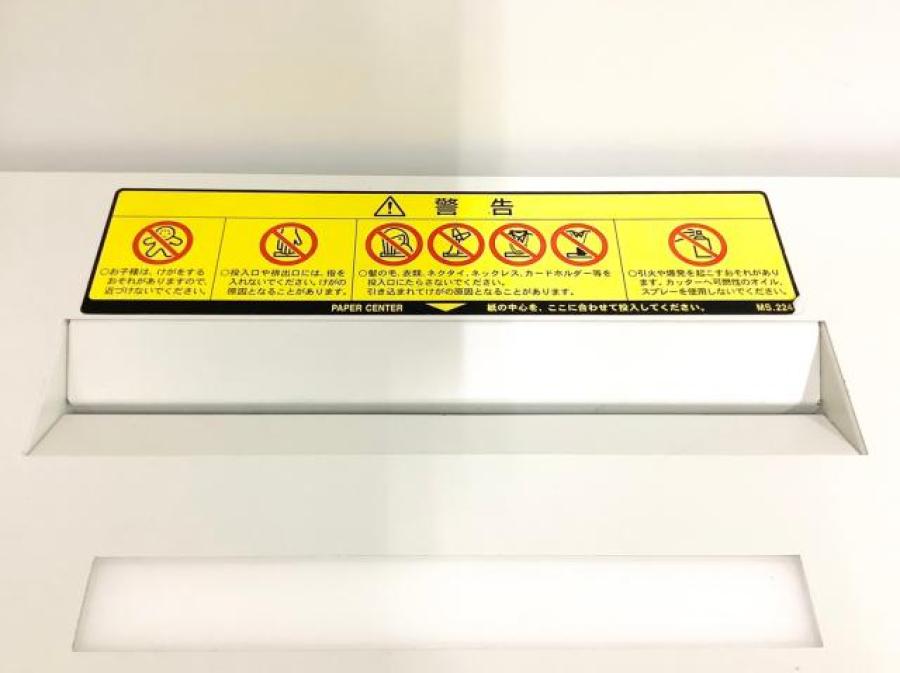 警告
○お子様は、けがをする
おそれがありますので、
近づけないでください。
○投入口や排出口には、指を
入れないでください。けがの
原因となることがあります。
○髪の毛、衣類、ネクタイ、ネックレス、カードホルダー等を
投入口にたらさないでください。
引き込まれてけがの原因となることがあります。
○引火や爆発を起こすおそれがあり
ます。カッターへ可燃性のオイル、
スプレーを使用しないでください。
PAPER CENTER 紙の中心を、ここに合わせて投入してください。 MS.224